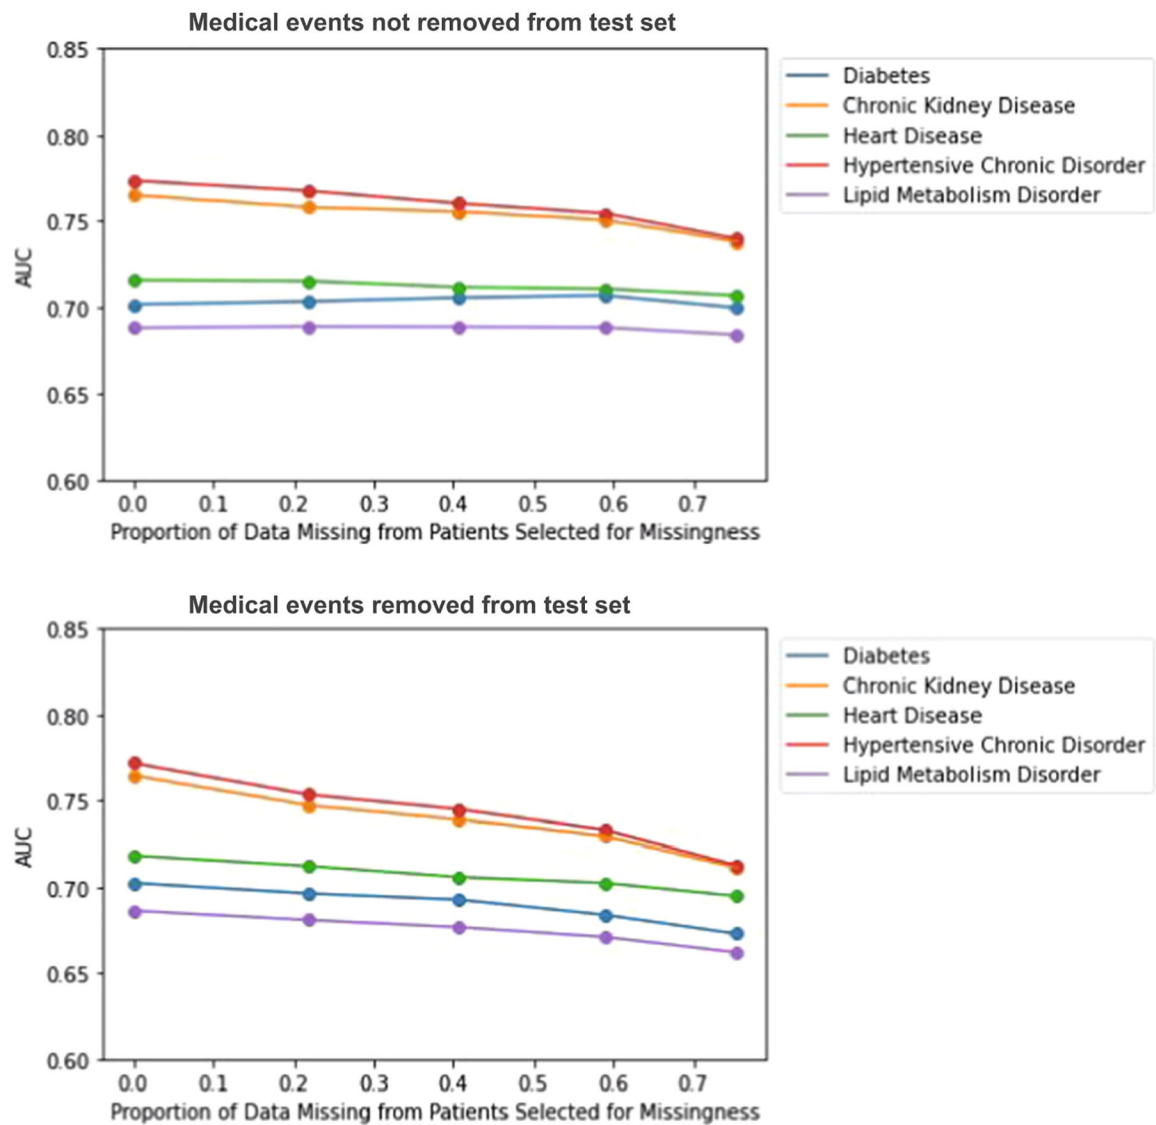 Medical events not removed from test set
0.85
0.80
0.75
0.70
0.65
0.60
AUC
0.0 0.1 0.2 0.3 0.4 0.5 0.6 0.7
Proportion of Data Missing from Patients Selected for Missingness
Diabetes
Chronic Kidney Disease
Heart Disease
Hypertensive Chronic Disorder
Lipid Metabolism Disorder
Medical events removed from test set
0.85
0.80
0.75
0.70
0.65
0.60
AUC
0.0 0.1 0.2 0.3 0.4 0.5 0.6 0.7
Proportion of Data Missing from Patients Selected for Missingness
Diabetes
Chronic Kidney Disease
Heart Disease
Hypertensive Chronic Disorder
Lipid Metabolism Disorder